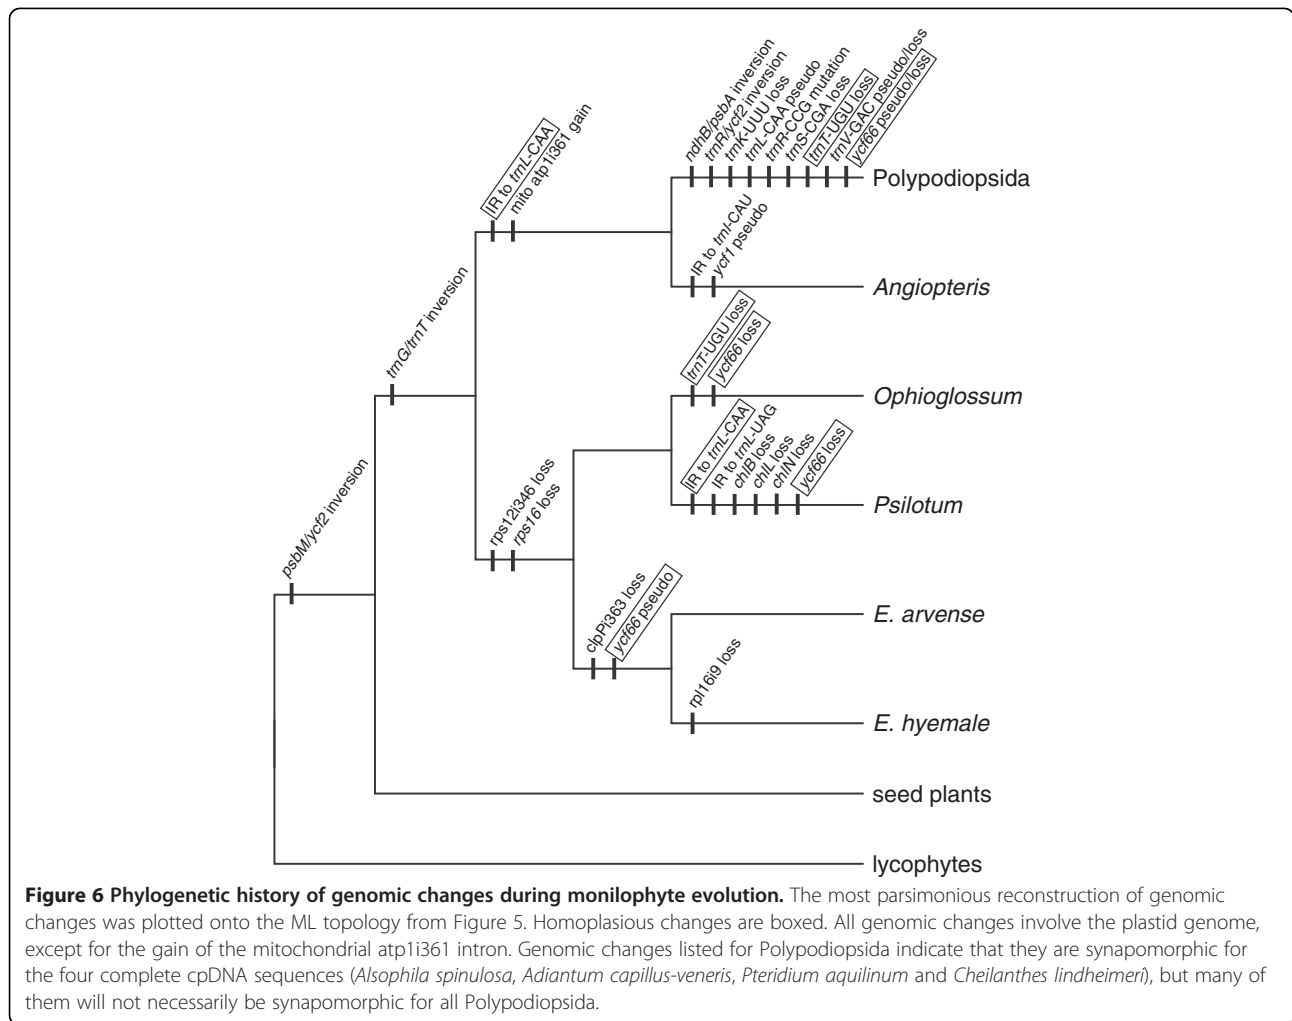 ndhB/psbA inversion
trnR/ycf2 inversion
trnK-UUU loss
trnL-CAA pseudo
trnR-CCG mutation
trnS-CGA loss
trnT-UGU loss
trnV-GAC pseudo/loss
ycf66 pseudo/loss
Polypodiopsida
IR to trnL-CAA
mito atp1i361 gain
IR to trnI-CAU
ycf1 pseudo
Angiopteris
trnG/trnT inversion
trnT-UGU loss
ycf66 loss
Ophioglossum
IR to trnL-CAA
IR to trnL-UAG
chlB loss
chlL loss
chlN loss
ycf66 loss
Psilotum
psbM/ycf2 inversion
rps12i346 loss
rps16 loss
clpPi363 loss
ycf66 pseudo
E. arvense
rpl16i9 loss
E. hyemale
seed plants
lycophytes
Figure 6 Phylogenetic history of genomic changes during monilophyte evolution. The most parsimonious reconstruction of genomic
changes was plotted onto the ML topology from Figure 5. Homoplasious changes are boxed. All genomic changes involve the plastid genome,
except for the gain of the mitochondrial atp1i361 intron. Genomic changes listed for Polypodiopsida indicate that they are synapomorphic for
the four complete cpDNA sequences (Alsophila spinulosa, Adiantum capillus-veneris, Pteridium aquilinum and Cheilanthes lindheimeri), but many of
them will not necessarily be synapomorphic for all Polypodiopsida.